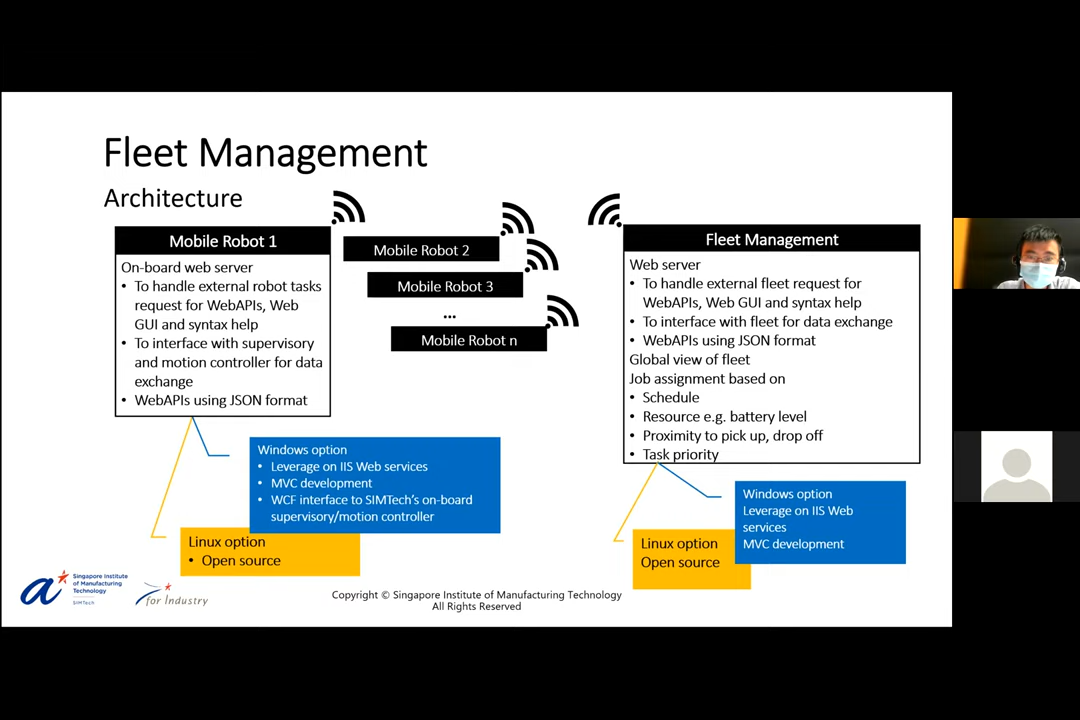 Fleet Management
Architecture
Mobile Robot 1
On-board web server
• To handle external robot tasks
request for WebAPIs, Web
GUI and syntax help
• To interface with supervisory
and motion controller for data
exchange
• WebAPIs using JSON format
Mobile Robot 2
Mobile Robot 3
...
Mobile Robot n
Fleet Management
Web server
• To handle external fleet request for
WebAPIs, Web GUI and syntax help
• To interface with fleet for data exchange
• WebAPIs using JSON format
Global view of fleet
Job assignment based on
• Schedule
• Resource e.g. battery level
• Proximity to pick up, drop off
• Task priority
Windows option
• Leverage on IIS Web services
• MVC development
• WCF interface to SIMTech's on-board
supervisory/motion controller
Linux option
• Open source
Windows option
Leverage on IIS Web
services
MVC development
Linux option
Open source
a
Singapore Institute
of Manufacturing
Technology
SIMTech
for Industry
Copyright © Singapore Institute of Manufacturing Technology
All Rights Reserved